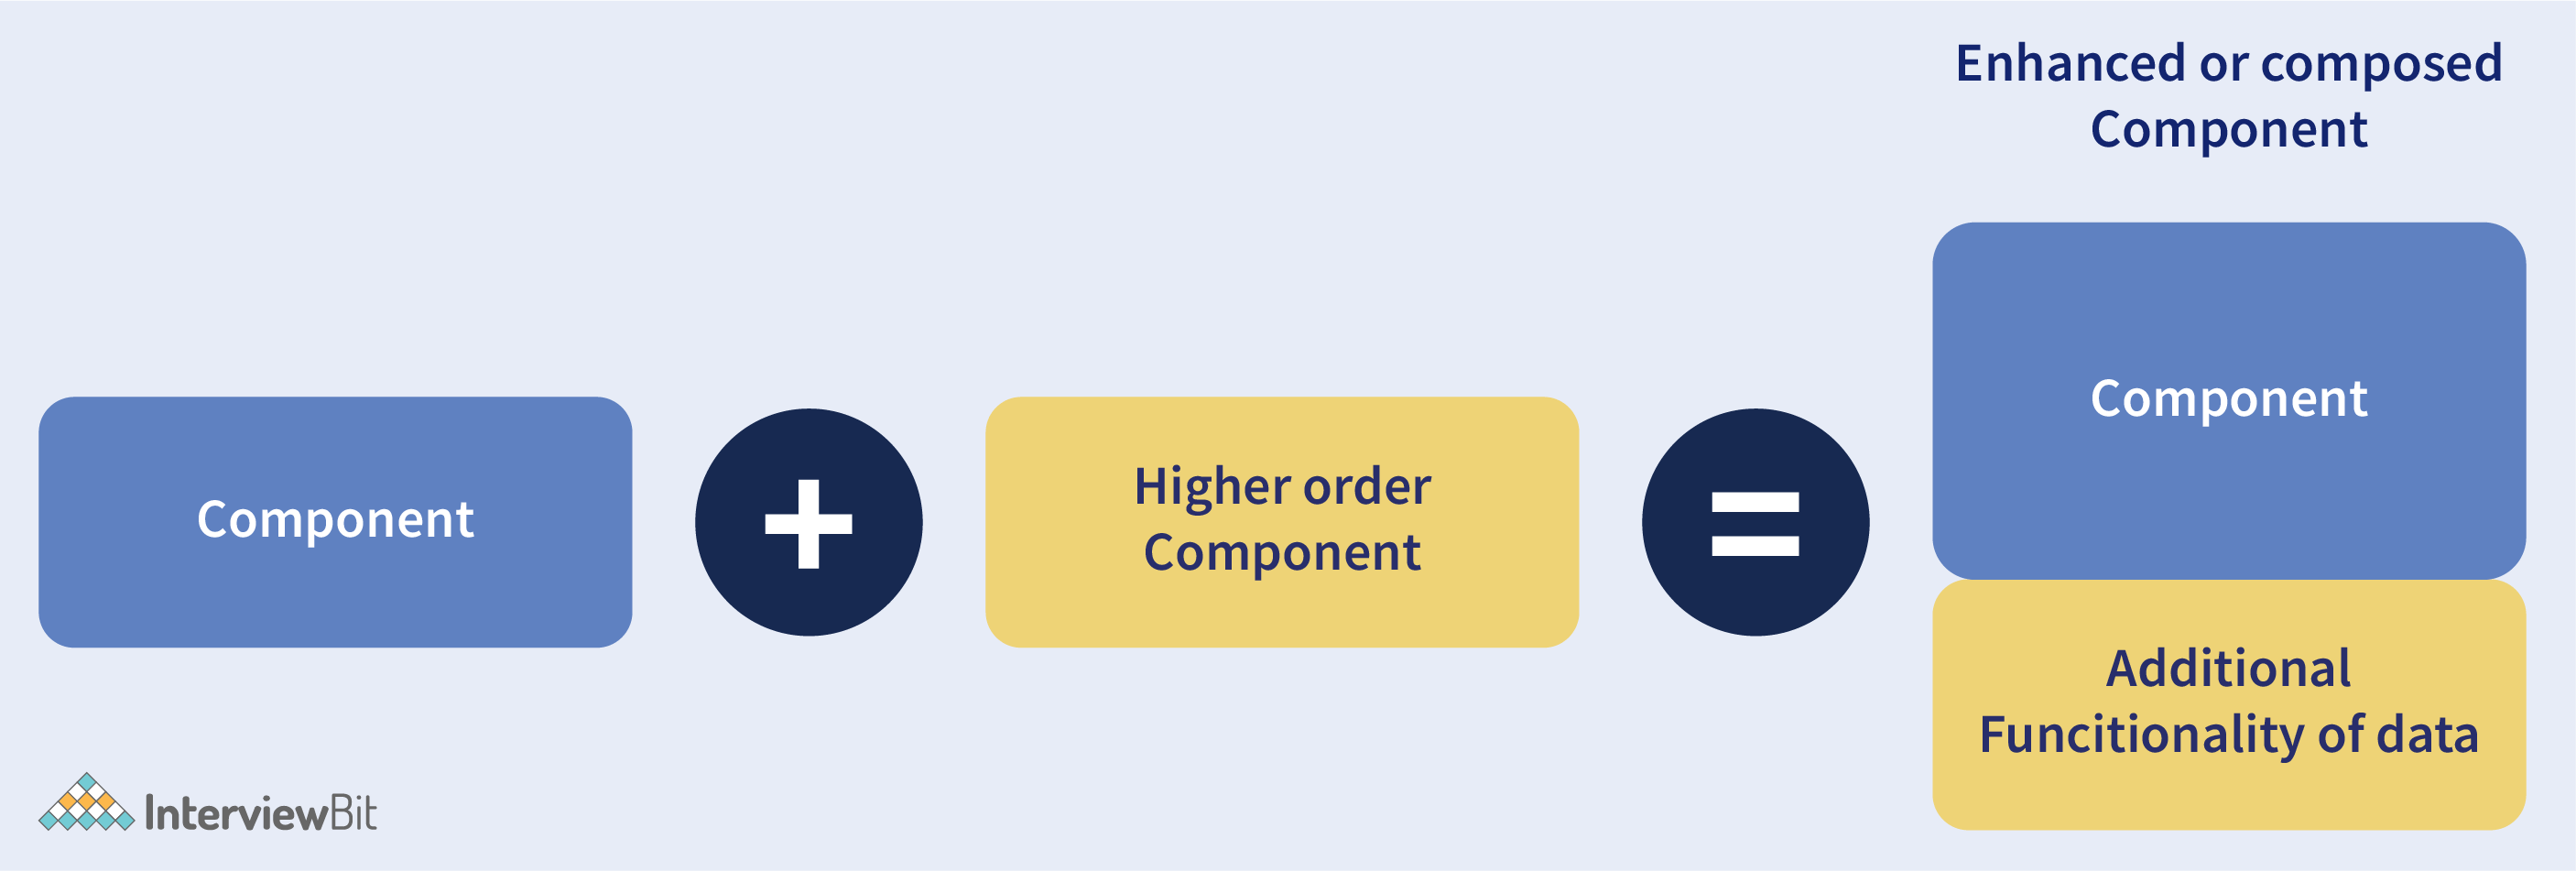 Enhanced or composed
Component
Component
+
Higher order
Component
=
Component
Additional
Funcitionality of data
InterviewBit